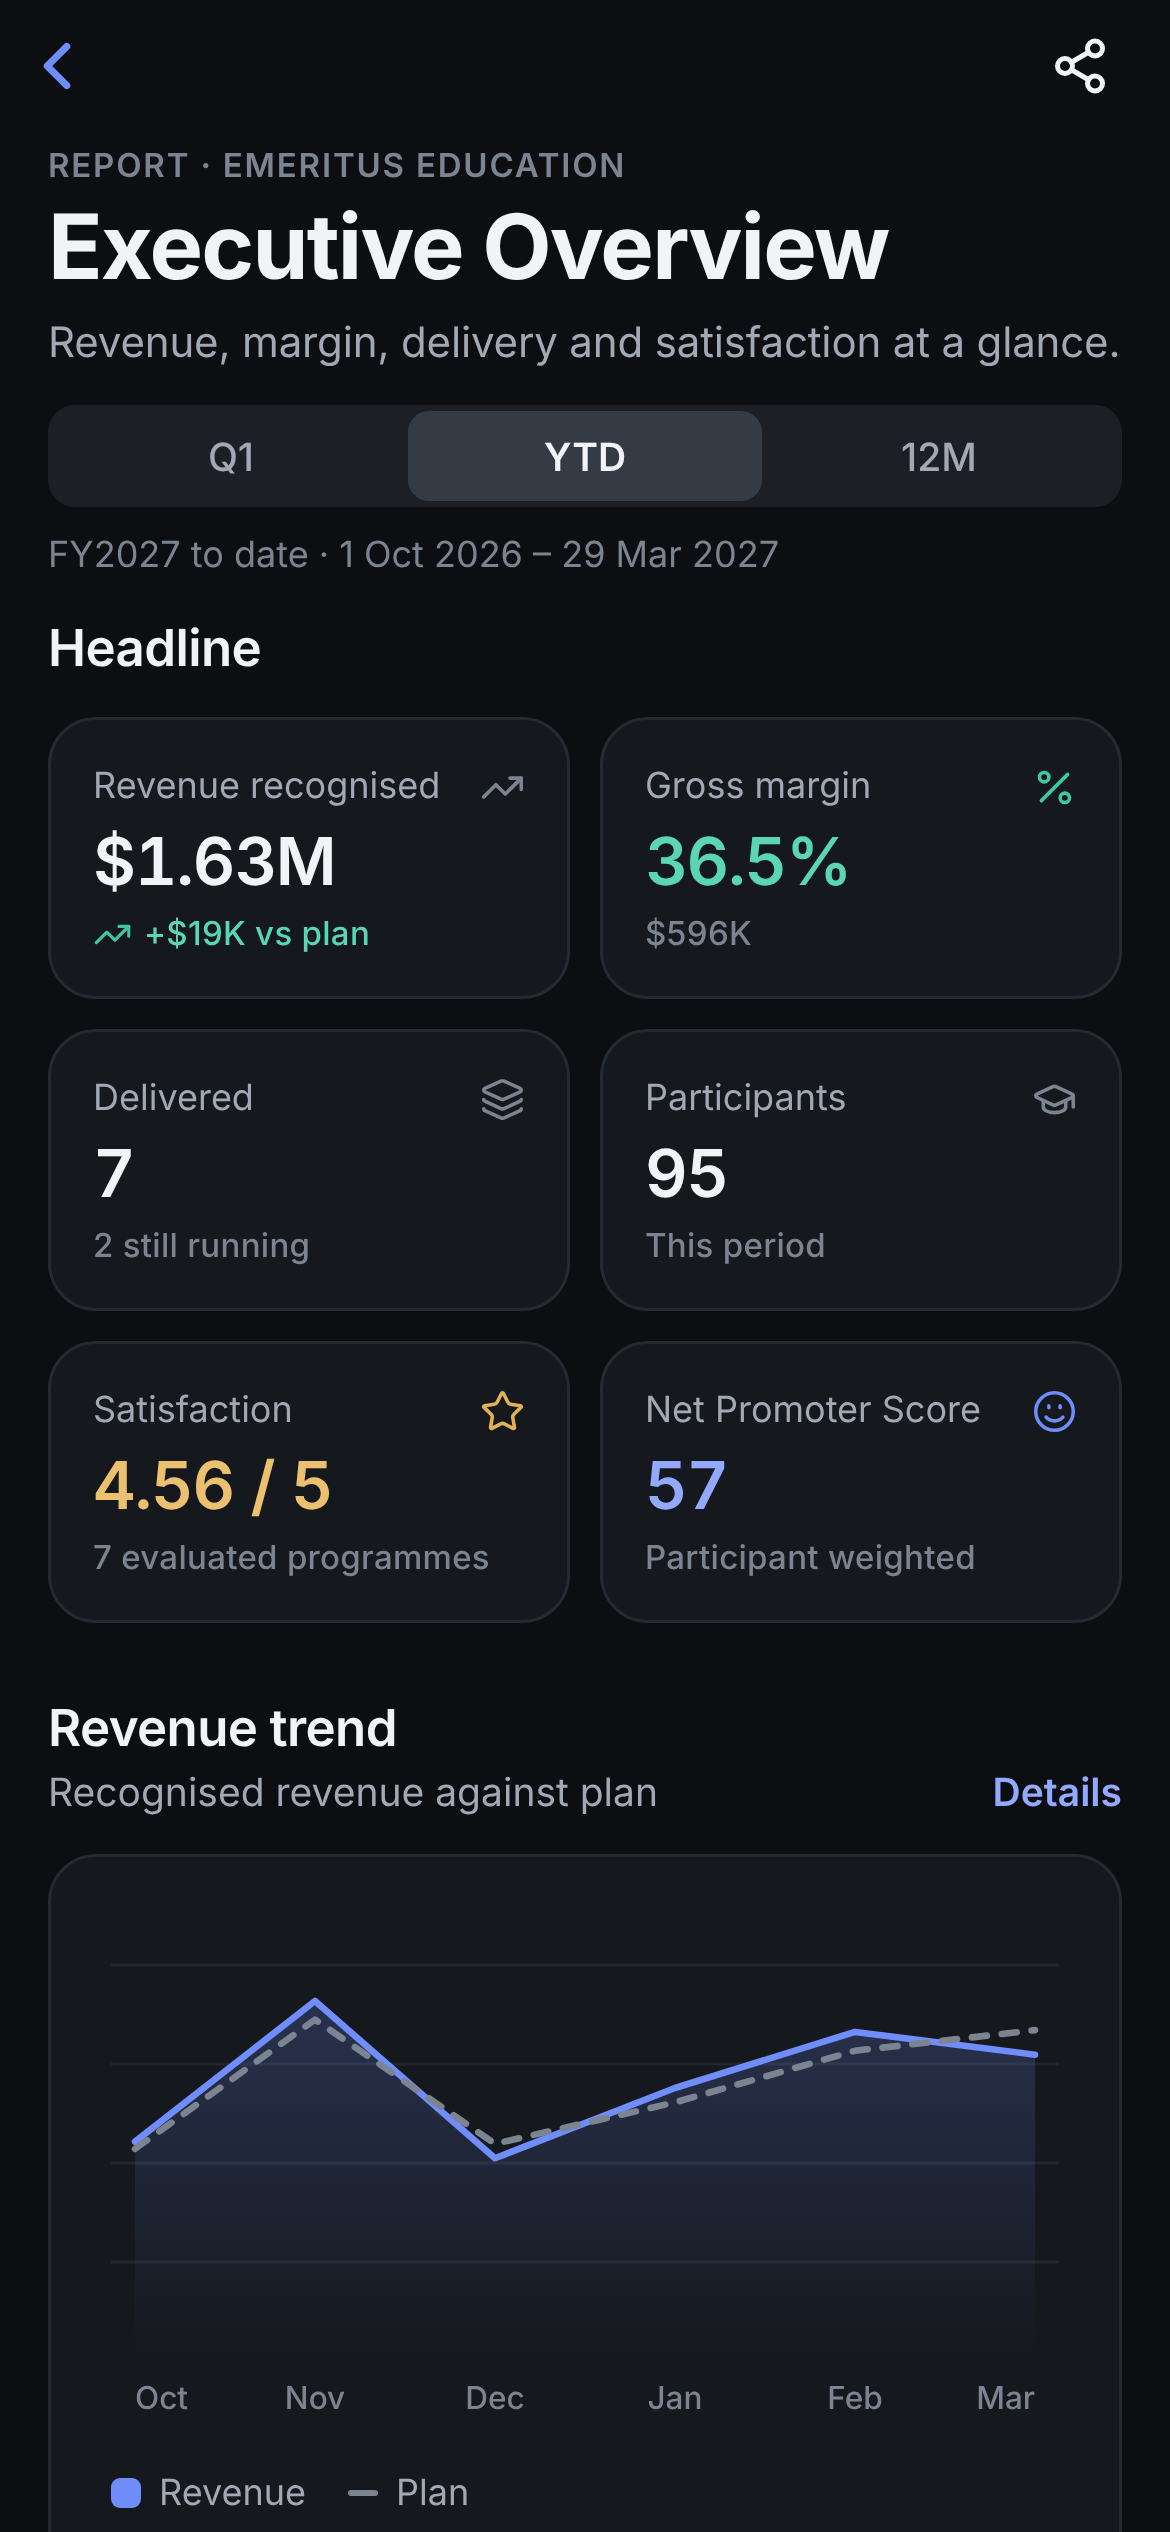 REPORT · EMERITUS EDUCATION
Executive Overview
Revenue, margin, delivery and satisfaction at a glance.
Q1 YTD 12M
FY2027 to date · 1 Oct 2026 – 29 Mar 2027
Headline
Revenue recognised
$1.63M
+$19K vs plan
Gross margin
36.5%
$596K
Delivered
7
2 still running
Participants
95
This period
Satisfaction
4.56 / 5
7 evaluated programmes
Net Promoter Score
57
Participant weighted
Revenue trend
Recognised revenue against plan
Details
Oct Nov Dec Jan Feb Mar
Revenue Plan